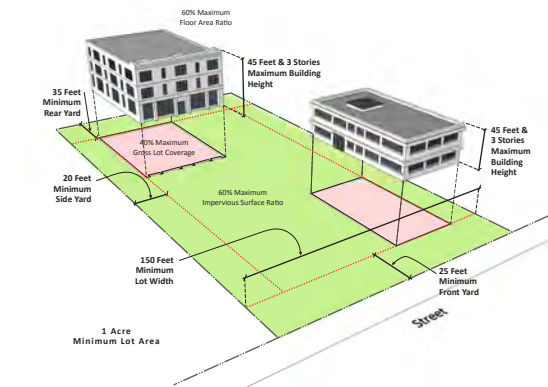 60% Maximum
Floor Area Ratio
45 Feet & 3 Stories
Maximum Building
Height
35 Feet
Minimum
Rear Yard
40% Maximum
Gross Lot Coverage
45 Feet &
3 Stories
Maximum
Building
Height
20 Feet
Minimum
Side Yard
60% Maximum
Impervious Surface Ratio
150 Feet
Minimum
Lot Width
25 Feet
Minimum
Front Yard
Street
1 Acre
Minimum Lot Area